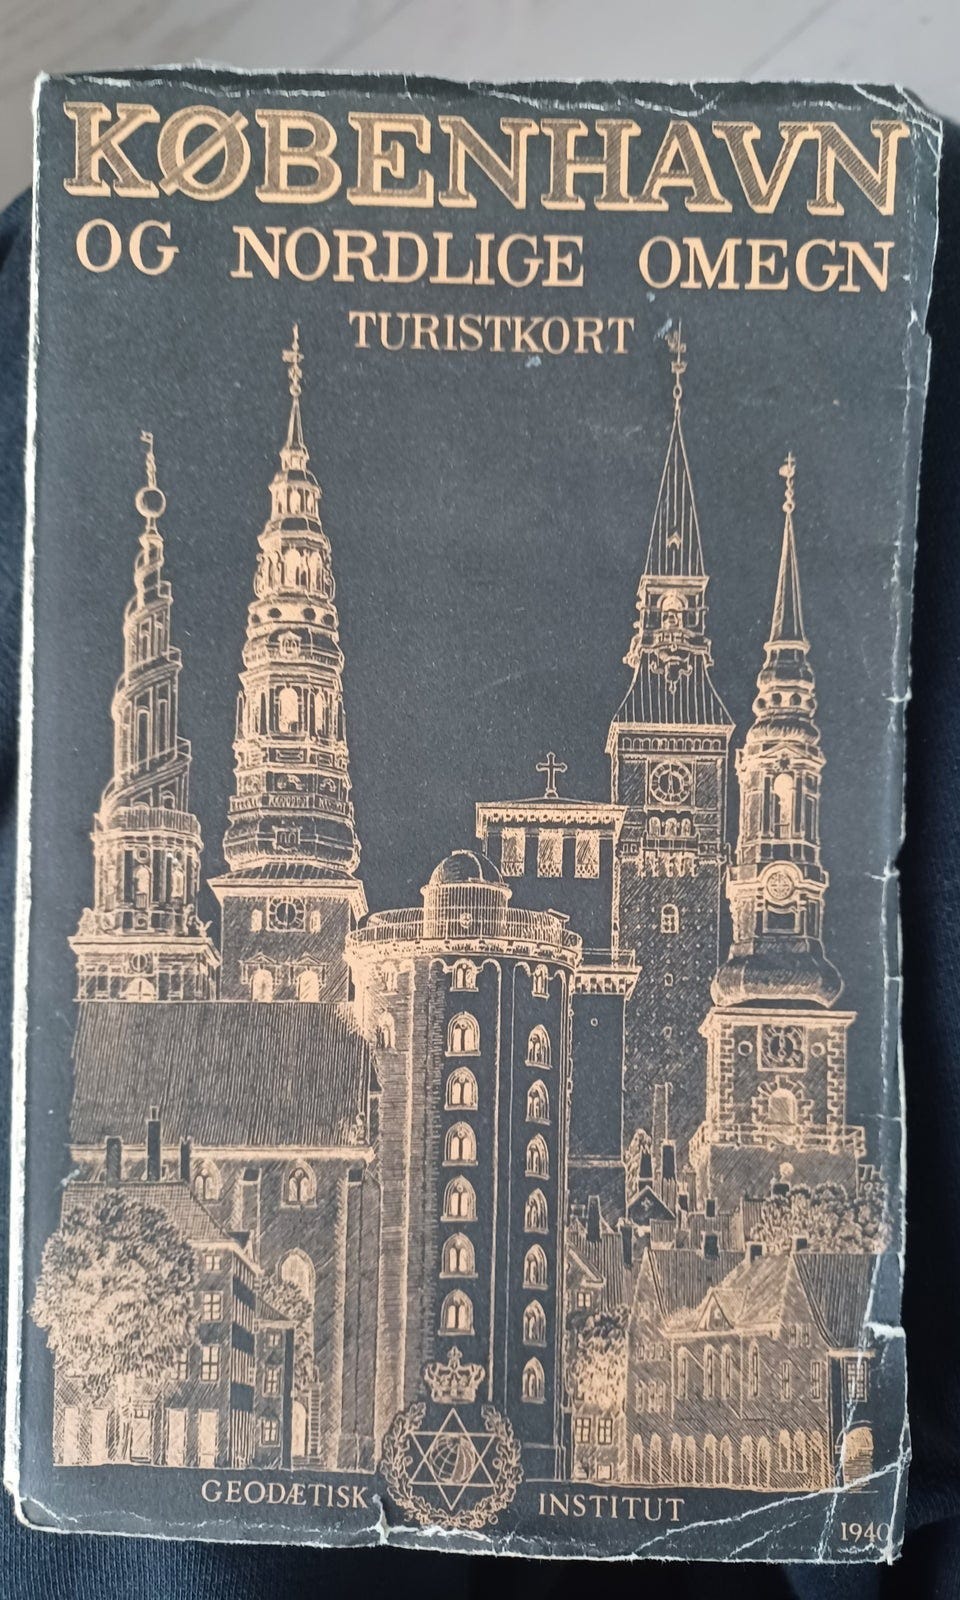 KØBENHAVN
OG NORDLIGE OMEGN
TURISTKORT
GEODÆTISK INSTITUT
1940